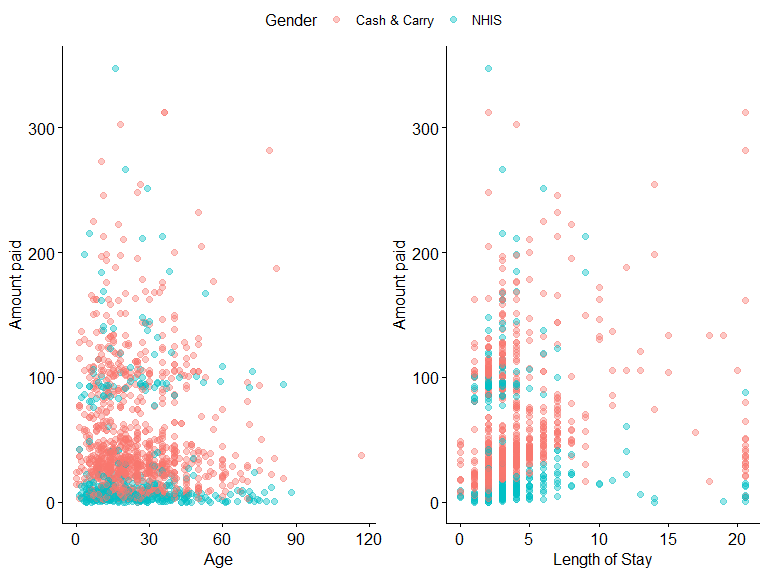 Gender Cash & Carry NHIS
Amount paid
300
200
100
0
0 30 60 90 120
Age
Amount paid
300
200
100
0
0 5 10 15 20
Length of Stay